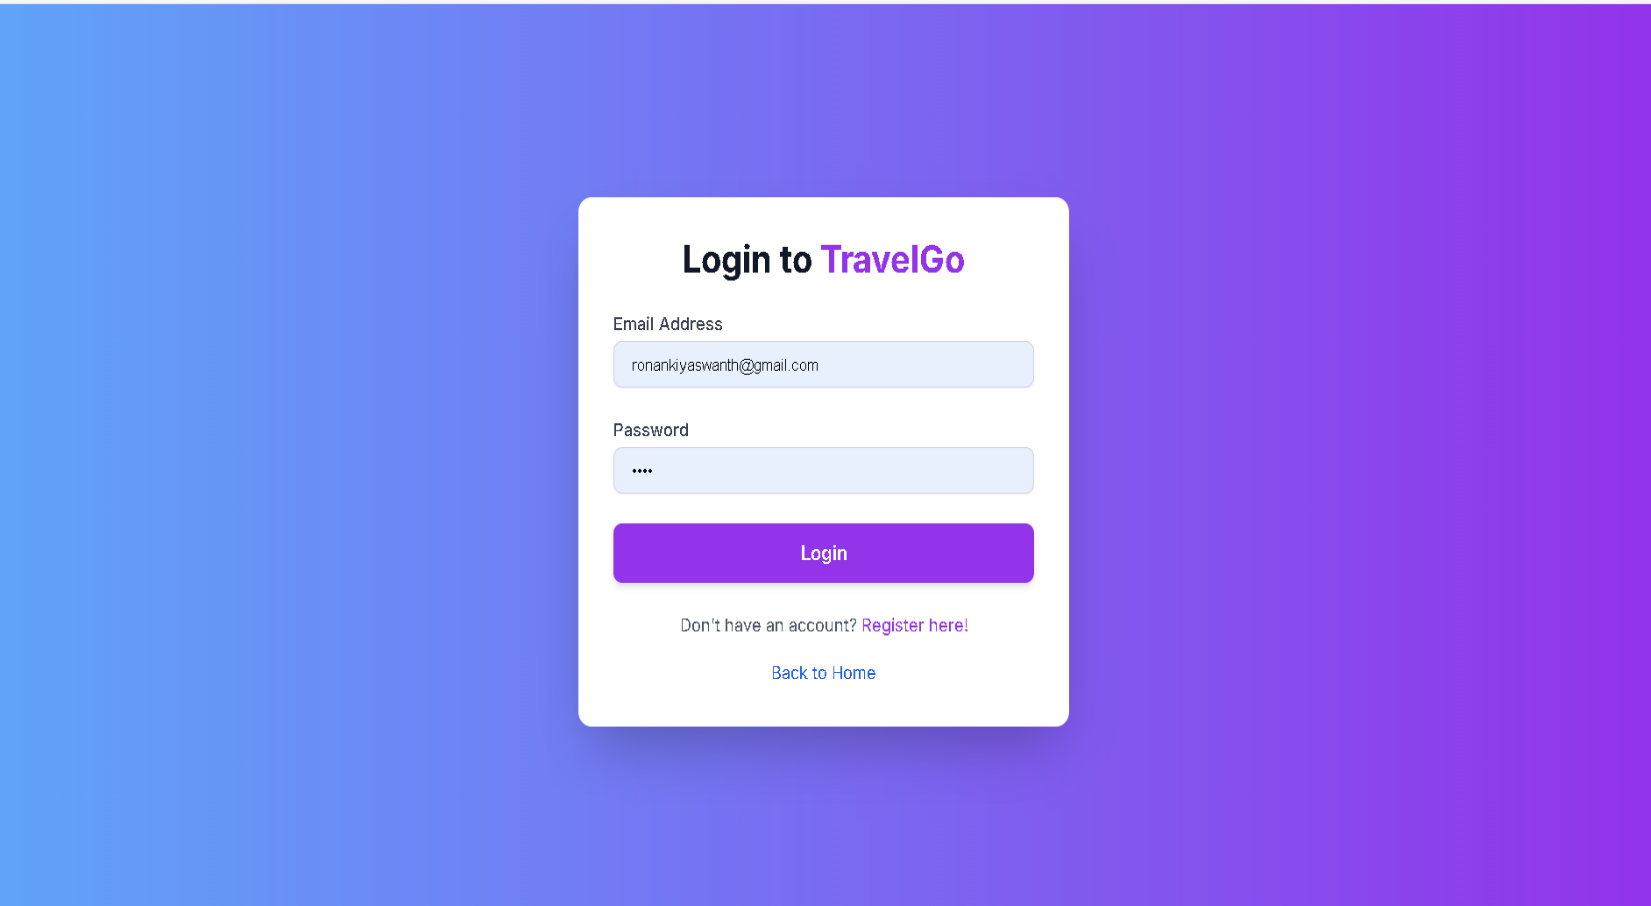 Login to TravelGo
Email Address
ronankiyaswanth@gmail.com
Password
••••
Login
Don't have an account? Register here!
Back to Home